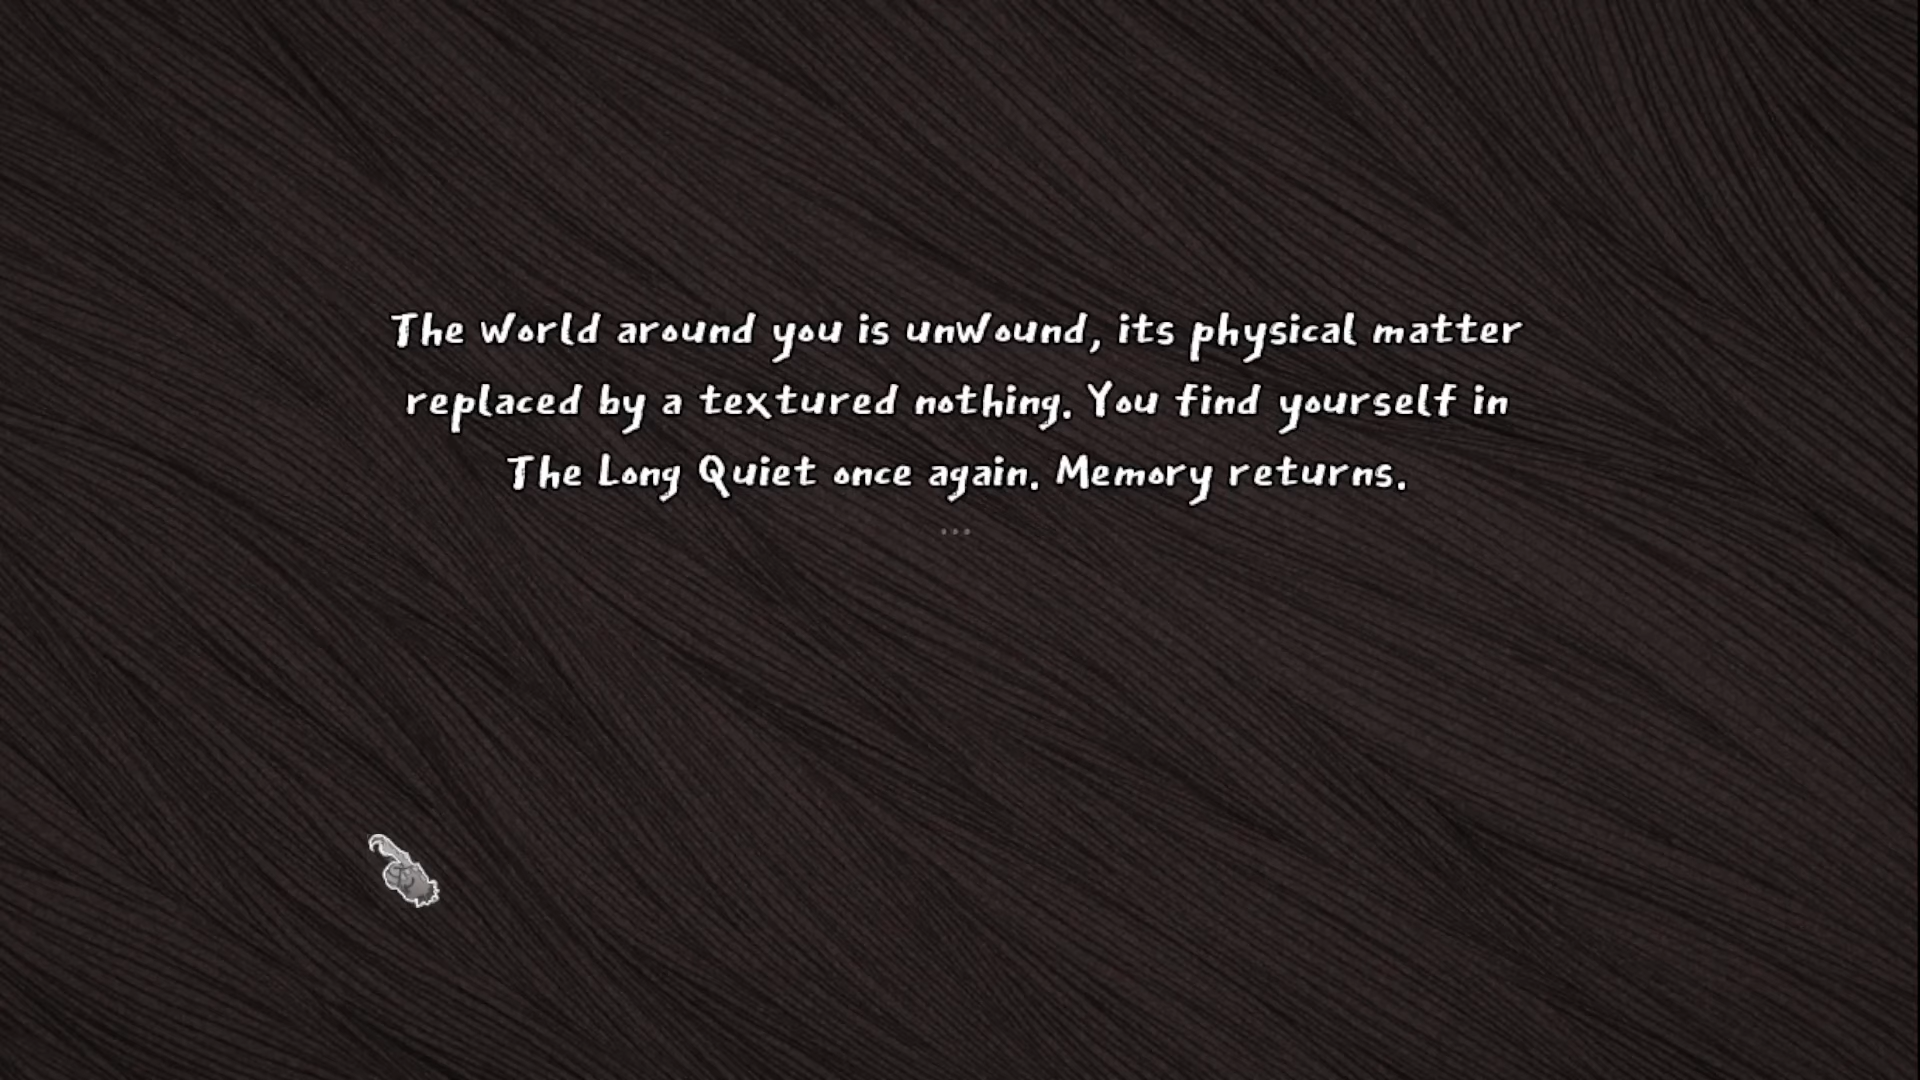 The world around you is unwound, its physical matter
replaced by a textured nothing. You find yourself in
The Long Quiet once again. Memory returns.
...